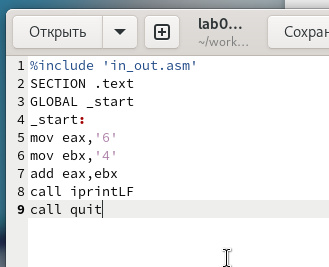 Открыть
lab0...
~/work...
Сохран
1 %include 'in_out.asm'
2 SECTION .text
3 GLOBAL _start
4 _start:
5 mov eax,'6'
6 mov ebx,'4'
7 add eax,ebx
8 call iprintLF
9 call quit